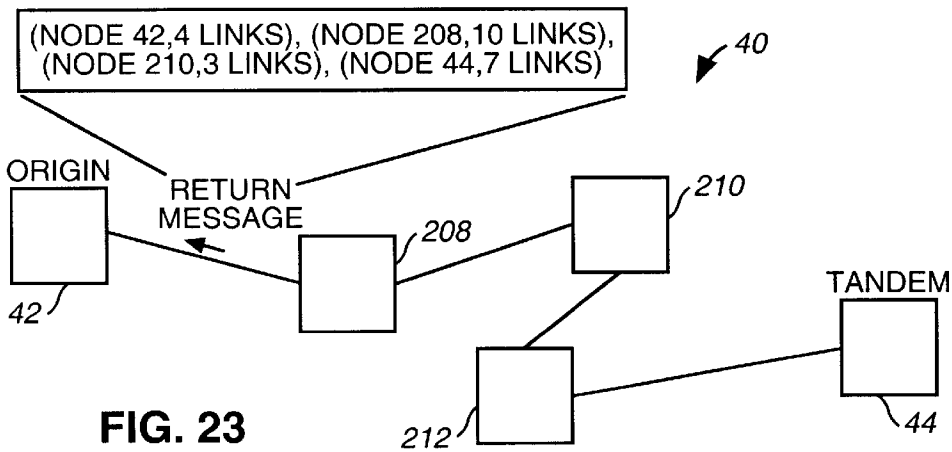 (NODE 42,4 LINKS), (NODE 208,10 LINKS),
(NODE 210,3 LINKS), (NODE 44,7 LINKS)
40
ORIGIN
RETURN
MESSAGE
210
208
42
TANDEM
44
212
FIG. 23